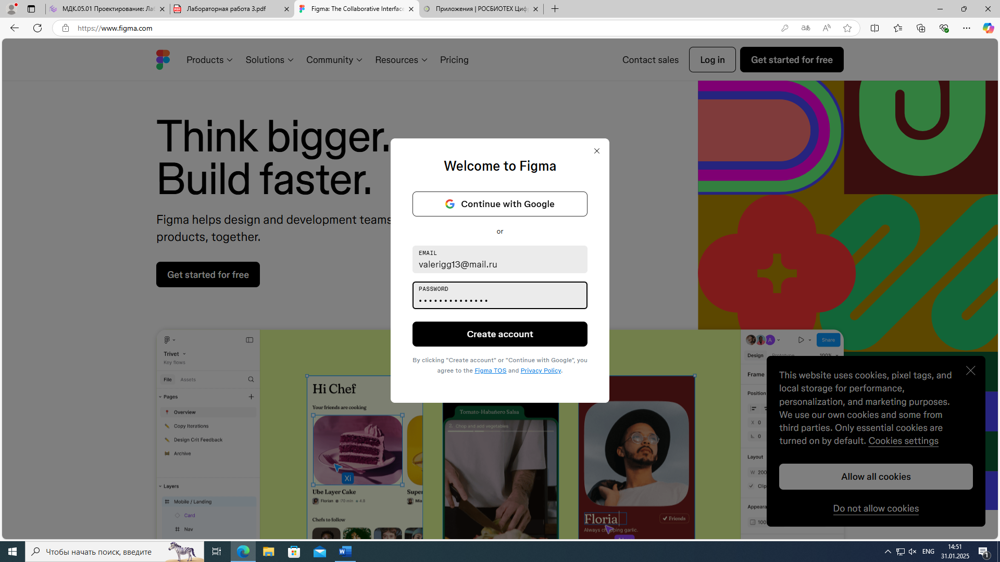 МДК.05.01 Проектирование: Лаб
Лабораторная работа 3.pdf
Figma: The Collaborative Interface
Приложения | РОСБИОТЕХ Циф
https://www.figma.com
Products
Solutions
Community
Resources
Pricing
Contact sales
Log in
Get started for free
Think bigger.
Build faster.
Figma helps design and development teams
products, together.
Get started for free
Welcome to Figma
Continue with Google
or
EMAIL
valerigg13@mail.ru
PASSWORD
••••••••••••••
Create account
By clicking "Create account" or "Continue with Google", you
agree to the Figma TOS and Privacy Policy.
Trivet
Key flows
File
Assets
Pages
Overview
Copy Iterations
Design Crit Feedback
Archive
Layers
Mobile / Landing
Card
Nav
Hi Chef
Your friends are cooking
Xi
Ube Layer Cake
Super
Florian
70 min
4.8
Mia
Chefs to follow
Tomato-Habañero Salsa
2. Chop and add vegetables
Floria
Friends
Always chopping garlic.
A
Share
Design
Prototype
100%
Frame
Position
X 0
0
Layout
W 200
Clip
Appeara
100
This website uses cookies, pixel tags, and
local storage for performance,
personalization, and marketing purposes.
We use our own cookies and some from
third parties. Only essential cookies are
turned on by default. Cookies settings
Allow all cookies
Do not allow cookies
Чтобы начать поиск, введите
ENG
14:51
31.01.2025
1